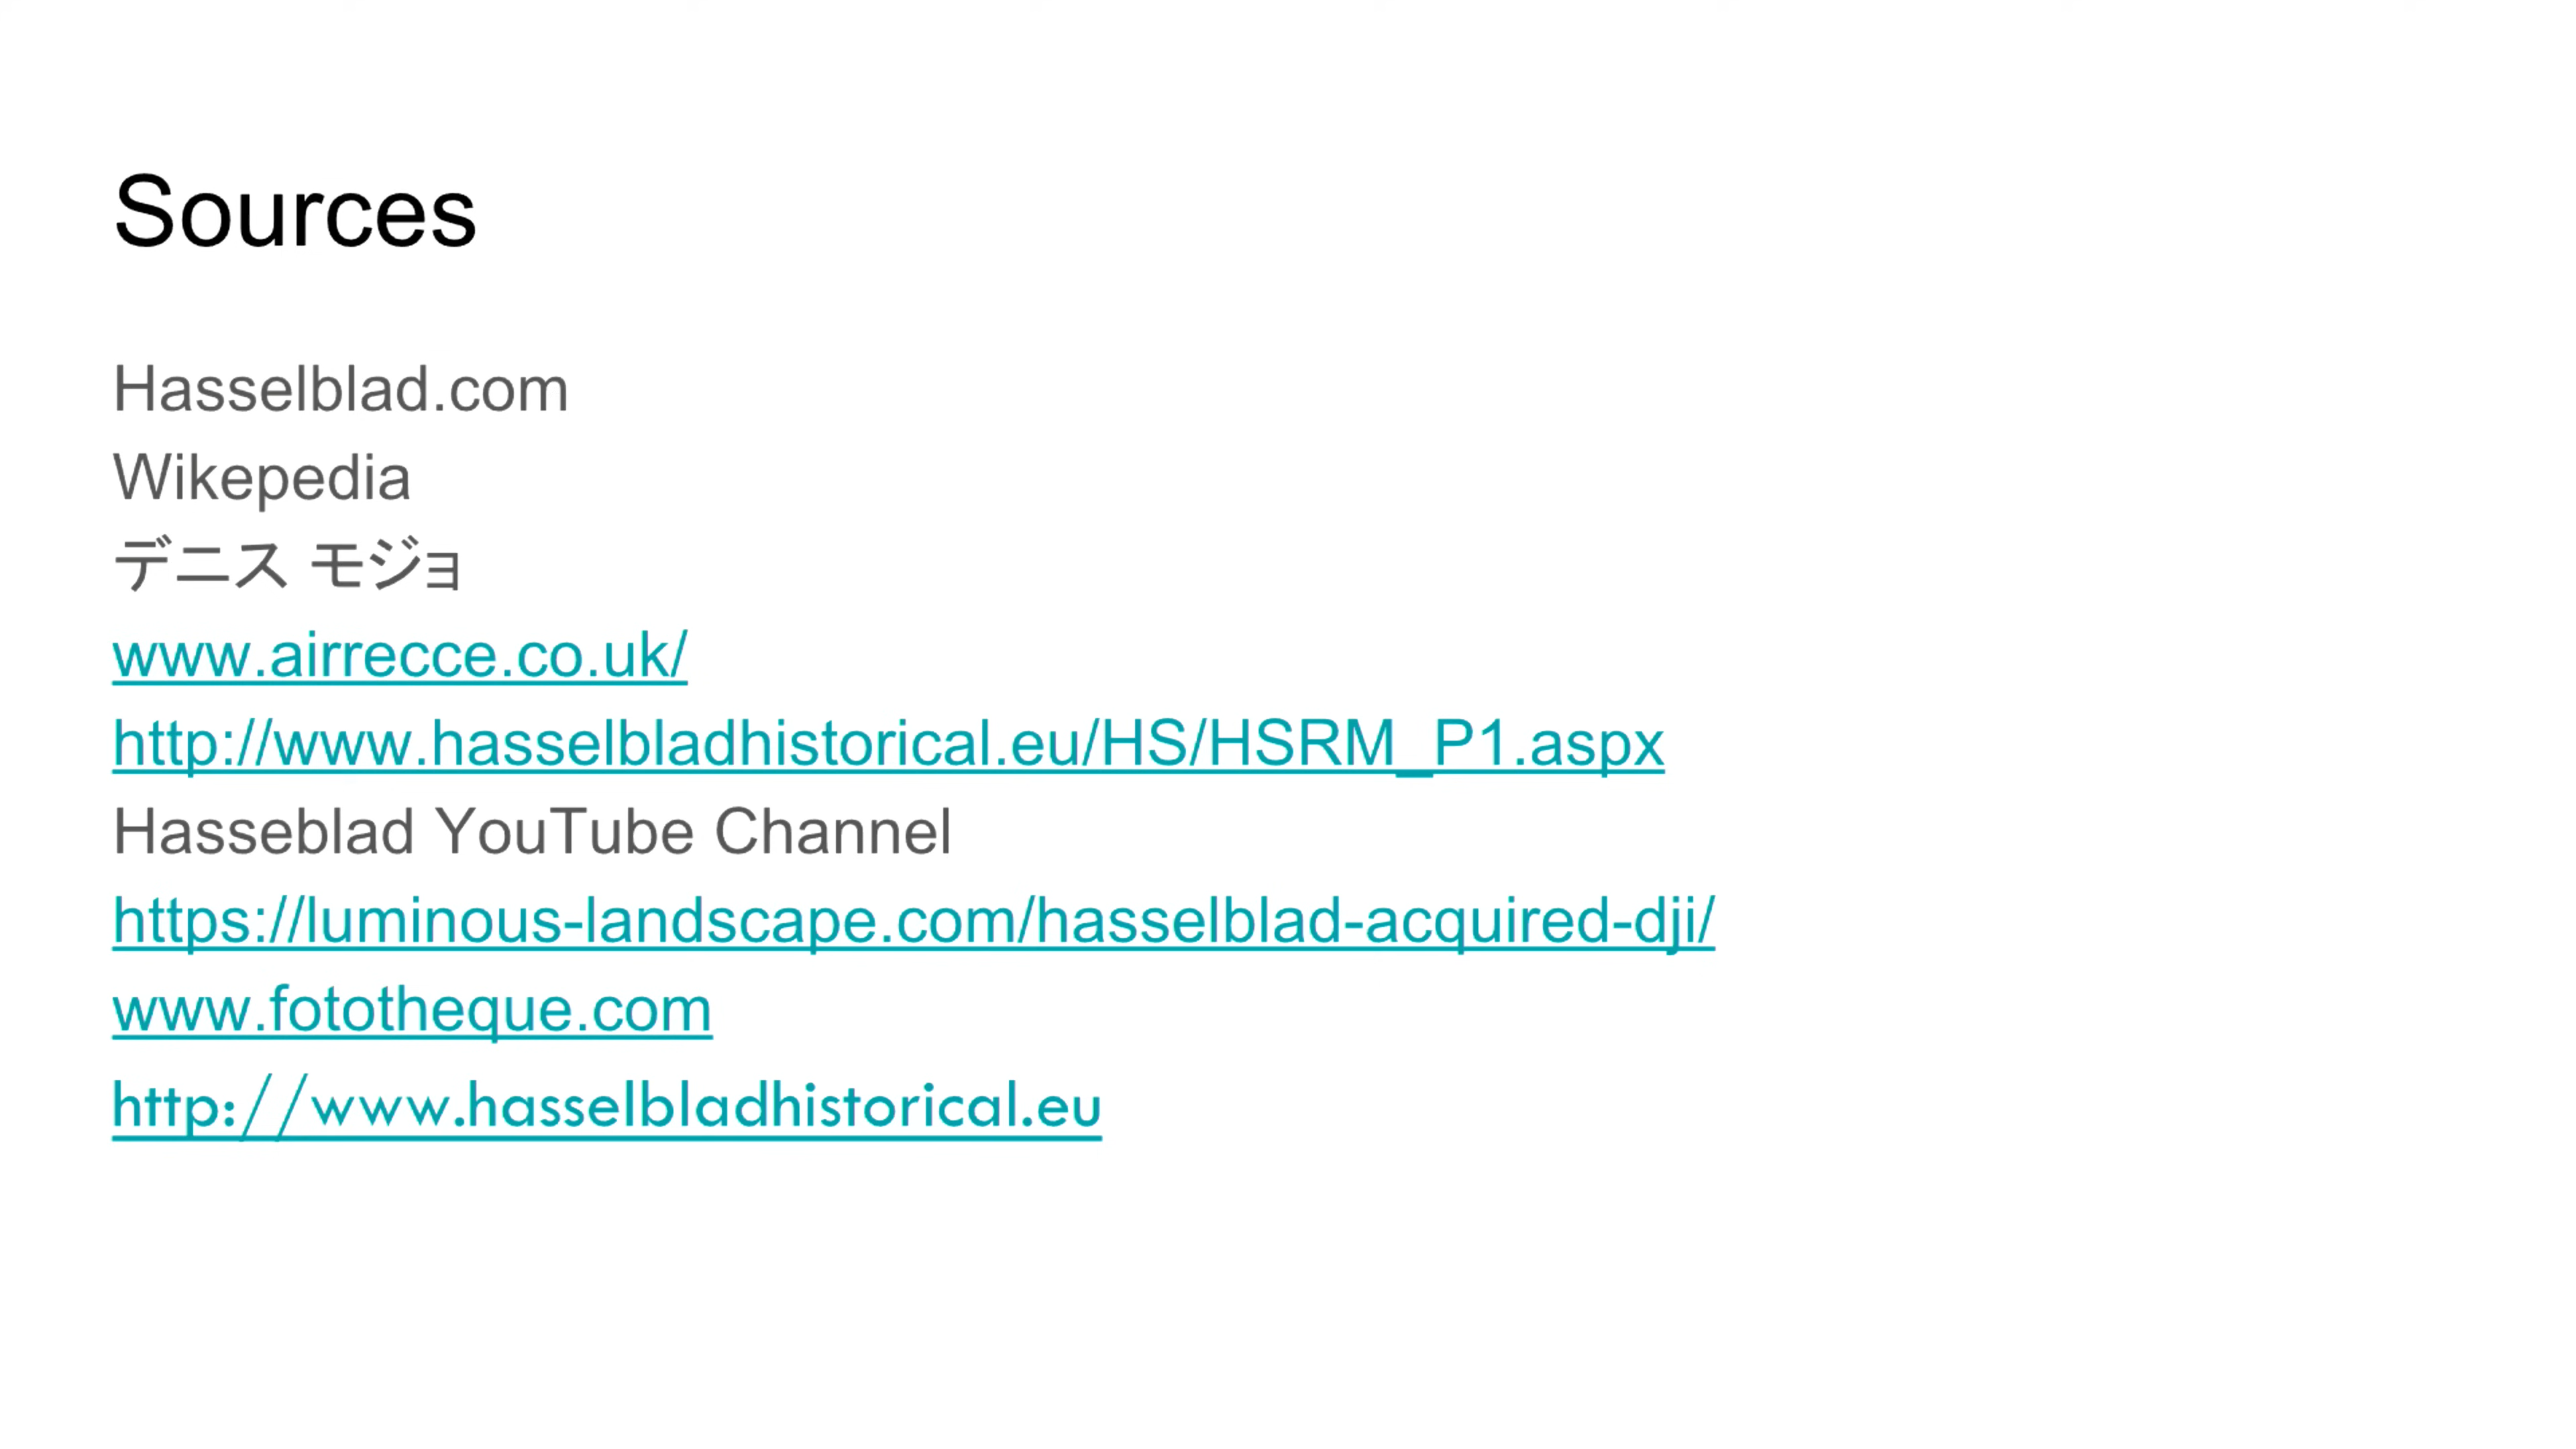 Sources
Hasselblad.com
Wikepedia
デニス モジョ
www.airrecce.co.uk/
http://www.hasselbladhistorical.eu/HS/HSRM_P1.aspx
Hasseblad YouTube Channel
https://luminous-landscape.com/hasselblad-acquired-dji/
www.fototheque.com
http://www.hasselbladhistorical.eu